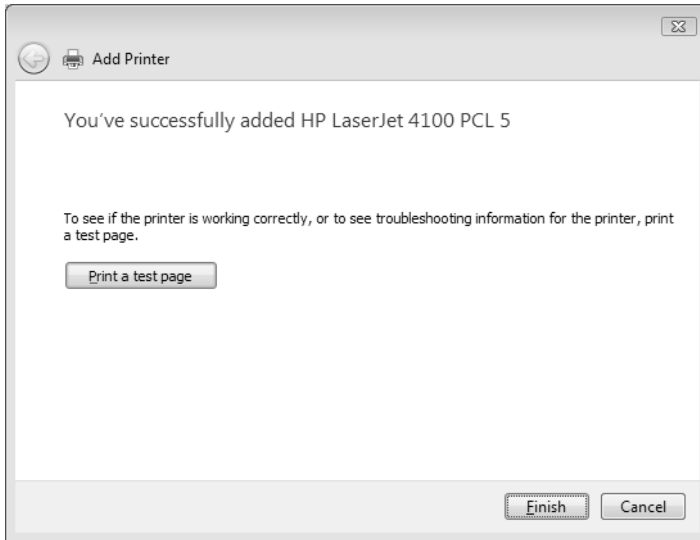 Add Printer
You've successfully added HP LaserJet 4100 PCL 5
To see if the printer is working correctly, or to see troubleshooting information for the printer, print
a test page.
Print a test page
Finish Cancel